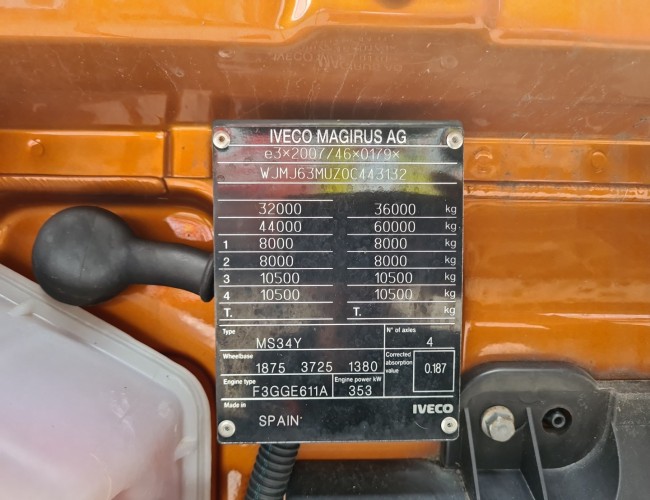 IVECO MAGIRUS AG
e3×2007/46×01/9×
WJMJ63MUZ0C443132
32000 36000 kg
44000 60000 kg
1 8000 8000 kg
2 8000 8000 kg
3 10500 10500 kg
4 10500 10500 kg
T. T. kg
Type MS34Y N° of axles 4
Wheelbase 1875 3725 1380 Corrected absorption value 0.187
Engine type F3GGE611A Engine power kW 353
Made in SPAIN IVECO